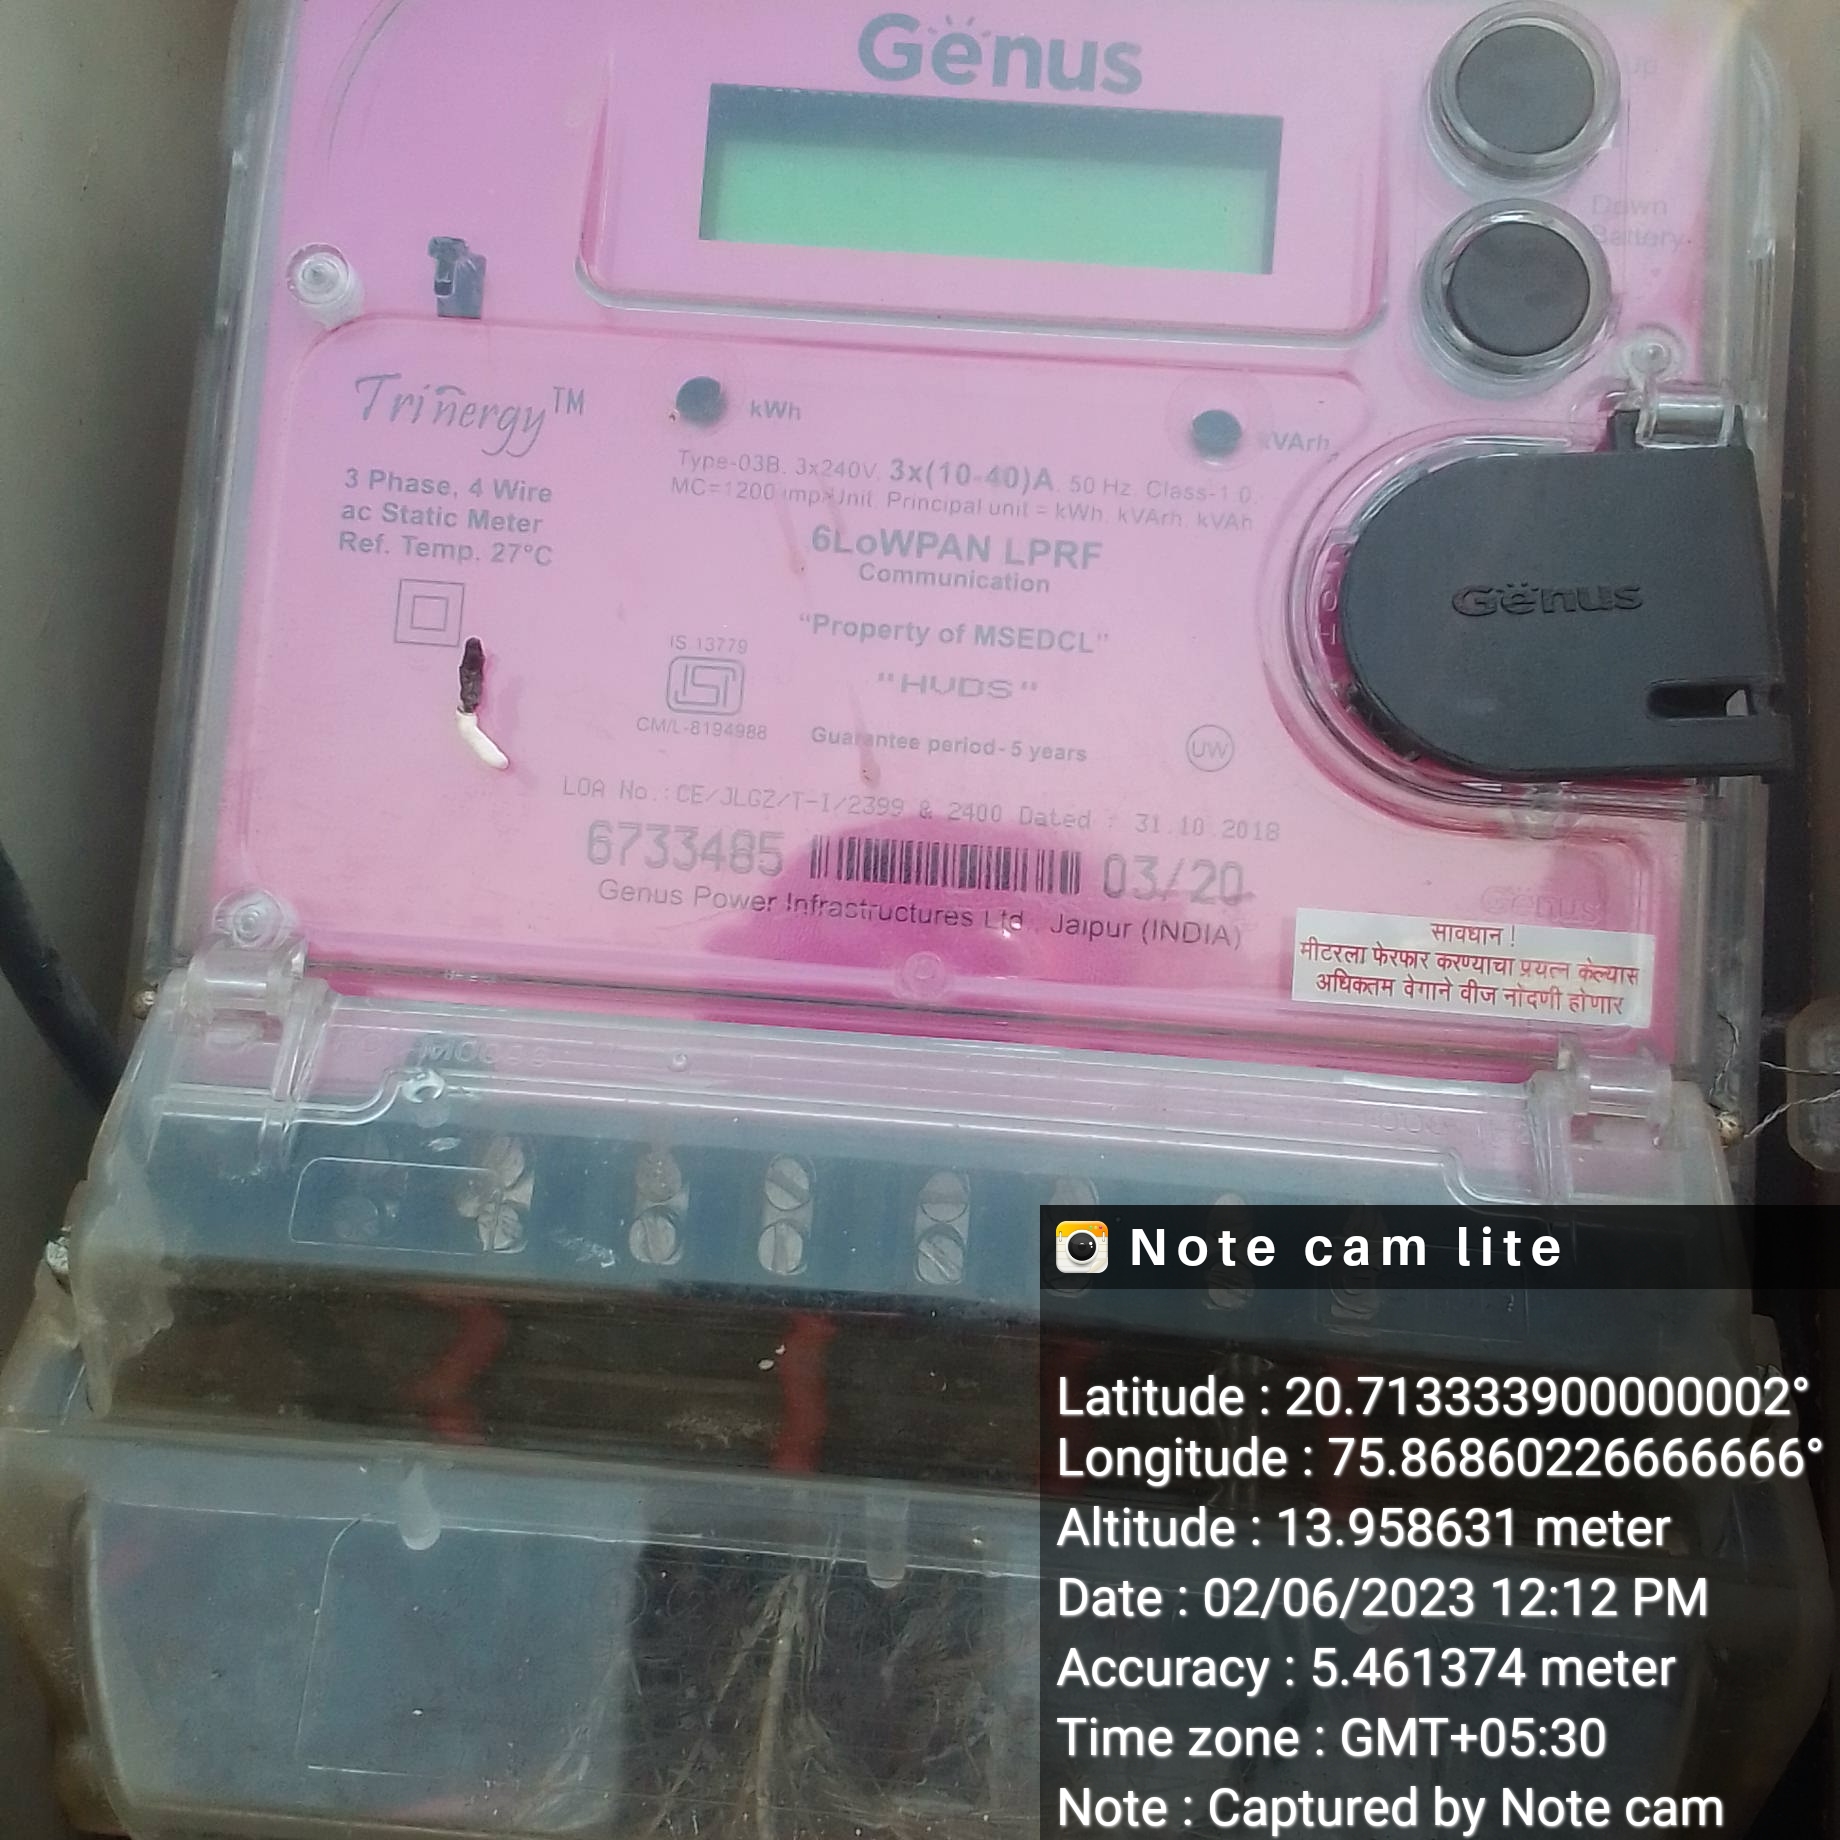 Genus
Up
Down
Battery
Trinergy™
kWh
kVArh
3 Phase, 4 Wire
ac Static Meter
Ref. Temp. 27°C
Type-03B, 3x240V, 3x(10-40)A, 50 Hz, Class-1.0,
MC=1200 imp/Unit, Principal unit = kWh, kVArh, kVAh
6LoWPAN LPRF
Communication
"Property of MSEDCL"
"HVDS"
IS 13779
CM/L-8194988
Guarantee period-5 years
UW
Genus
LOA No.:CE/JLGZ/T-I/2399 & 2400 Dated : 31.10.2018
6733485 03/20
Genus Power Infrastructures Ltd., Jaipur (INDIA)
Genus
सावधान !
मीटरला फेरफार करण्याचा प्रयत्न केल्यास
अधिकतम वेगाने वीज नोंदणी होणार
Note cam lite
Latitude : 20.713333900000002°
Longitude : 75.86860226666666°
Altitude : 13.958631 meter
Date : 02/06/2023 12:12 PM
Accuracy : 5.461374 meter
Time zone : GMT+05:30
Note : Captured by Note cam